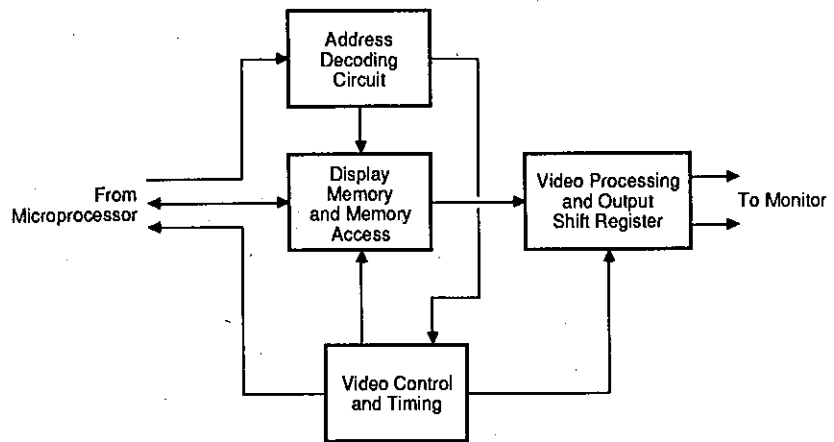 Address
Decoding
Circuit
Display
Memory
and Memory
Access
From
Microprocessor
Video Processing
and Output
Shift Register
To Monitor
Video Control
and Timing